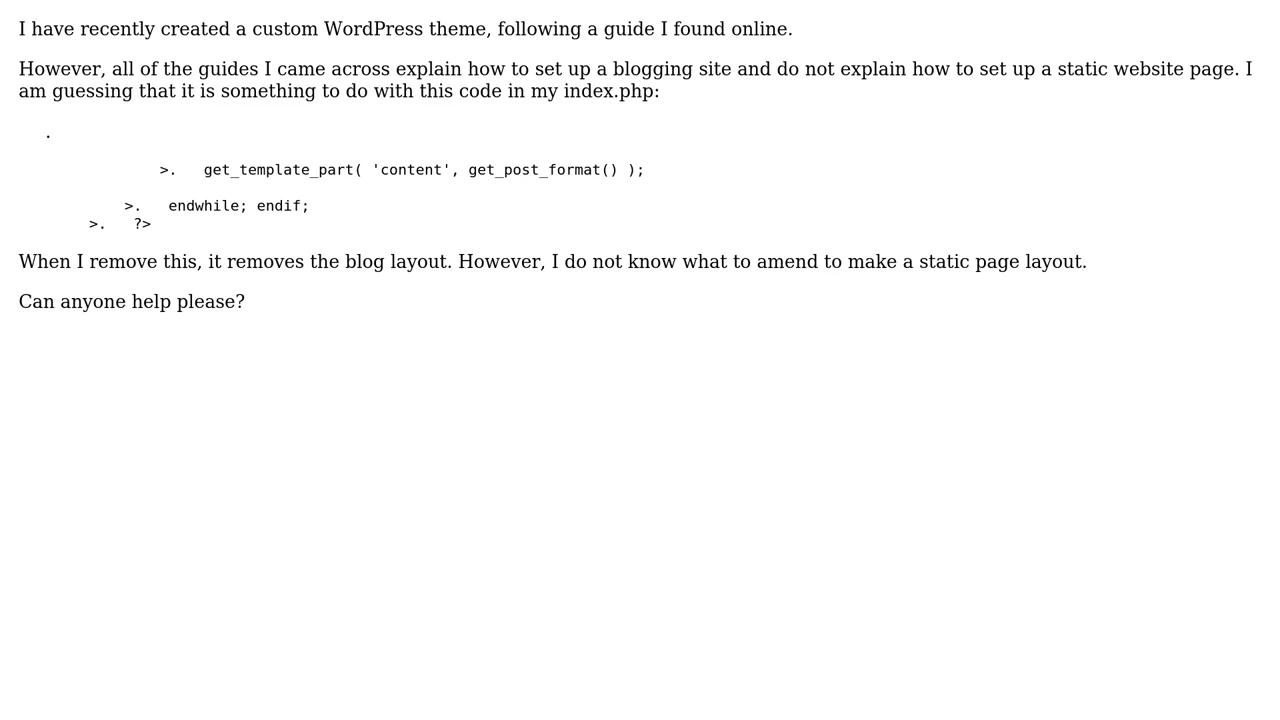 I have recently created a custom WordPress theme, following a guide I found online.
However, all of the guides I came across explain how to set up a blogging site and do not explain how to set up a static website page. I
am guessing that it is something to do with this code in my index.php:
.
>.   get_template_part( 'content', get_post_format() );
>.   endwhile; endif;
>.   ?>
When I remove this, it removes the blog layout. However, I do not know what to amend to make a static page layout.
Can anyone help please?